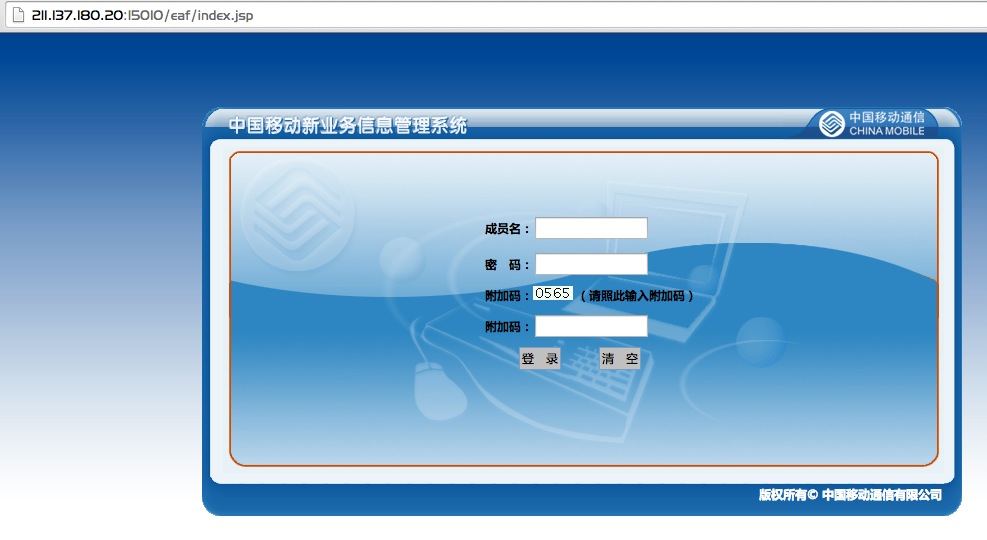 211.137.180.20:15010/eaf/index.jsp
中国移动新业务信息管理系统
中国移动通信
CHINA MOBILE
成员名：
密 码：
附加码：0565（请照此输入附加码）
附加码：
登 录 清 空
版权所有© 中国移动通信有限公司